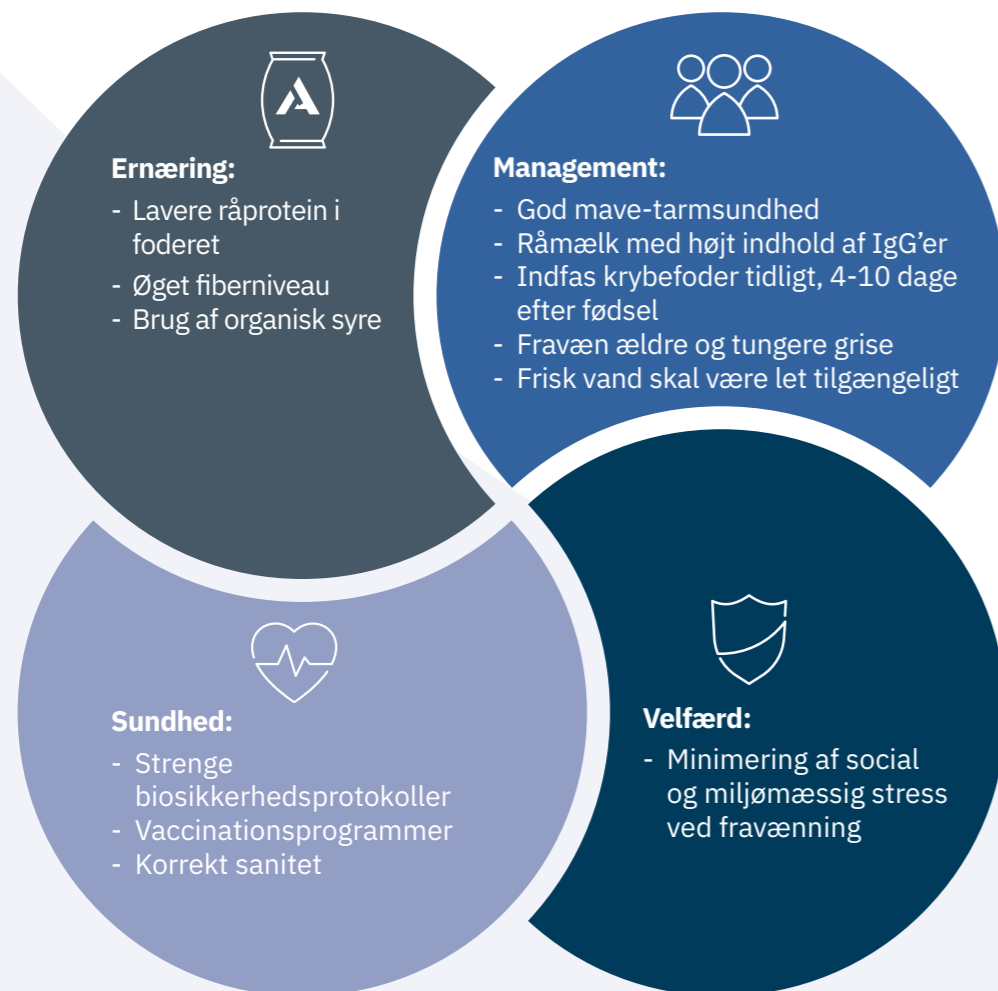 Ernæring:
- Lavere råprotein i
foderet
- Øget fiberniveau
- Brug af organisk syre
Management:
- God mave-tarmsundhed
- Råmælk med højt indhold af IgG’er
- Indfas krybefoder tidligt, 4-10 dage
efter fødsel
- Fravæn ældre og tungere grise
- Frisk vand skal være let tilgængeligt
Sundhed:
- Strenge
biosikkerhedsprotokoller
- Vaccinationsprogrammer
- Korrekt sanitet
Velfærd:
- Minimering af social
og miljømæssig stress
ved fravænning